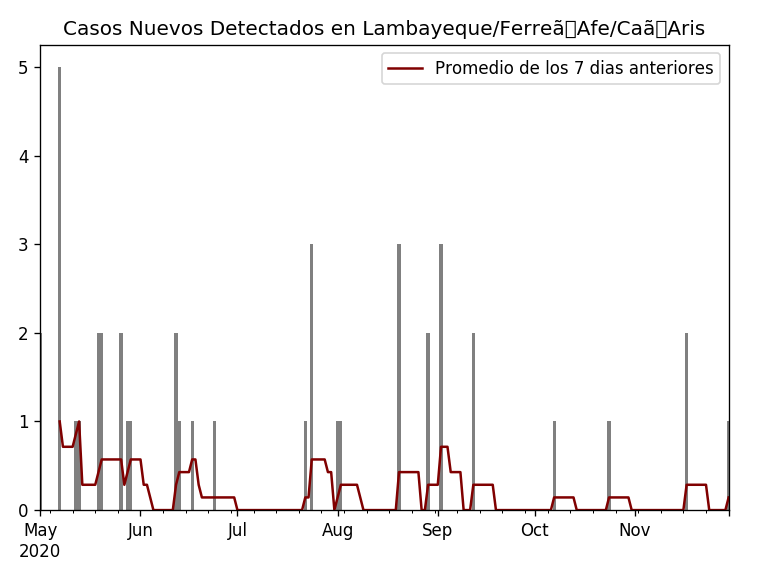 Casos Nuevos Detectados en Lambayeque/Ferreã▯Afe/Caã▯Aris
Promedio de los 7 dias anteriores
5
4
3
2
1
0
May Jun Jul Aug Sep Oct Nov
2020